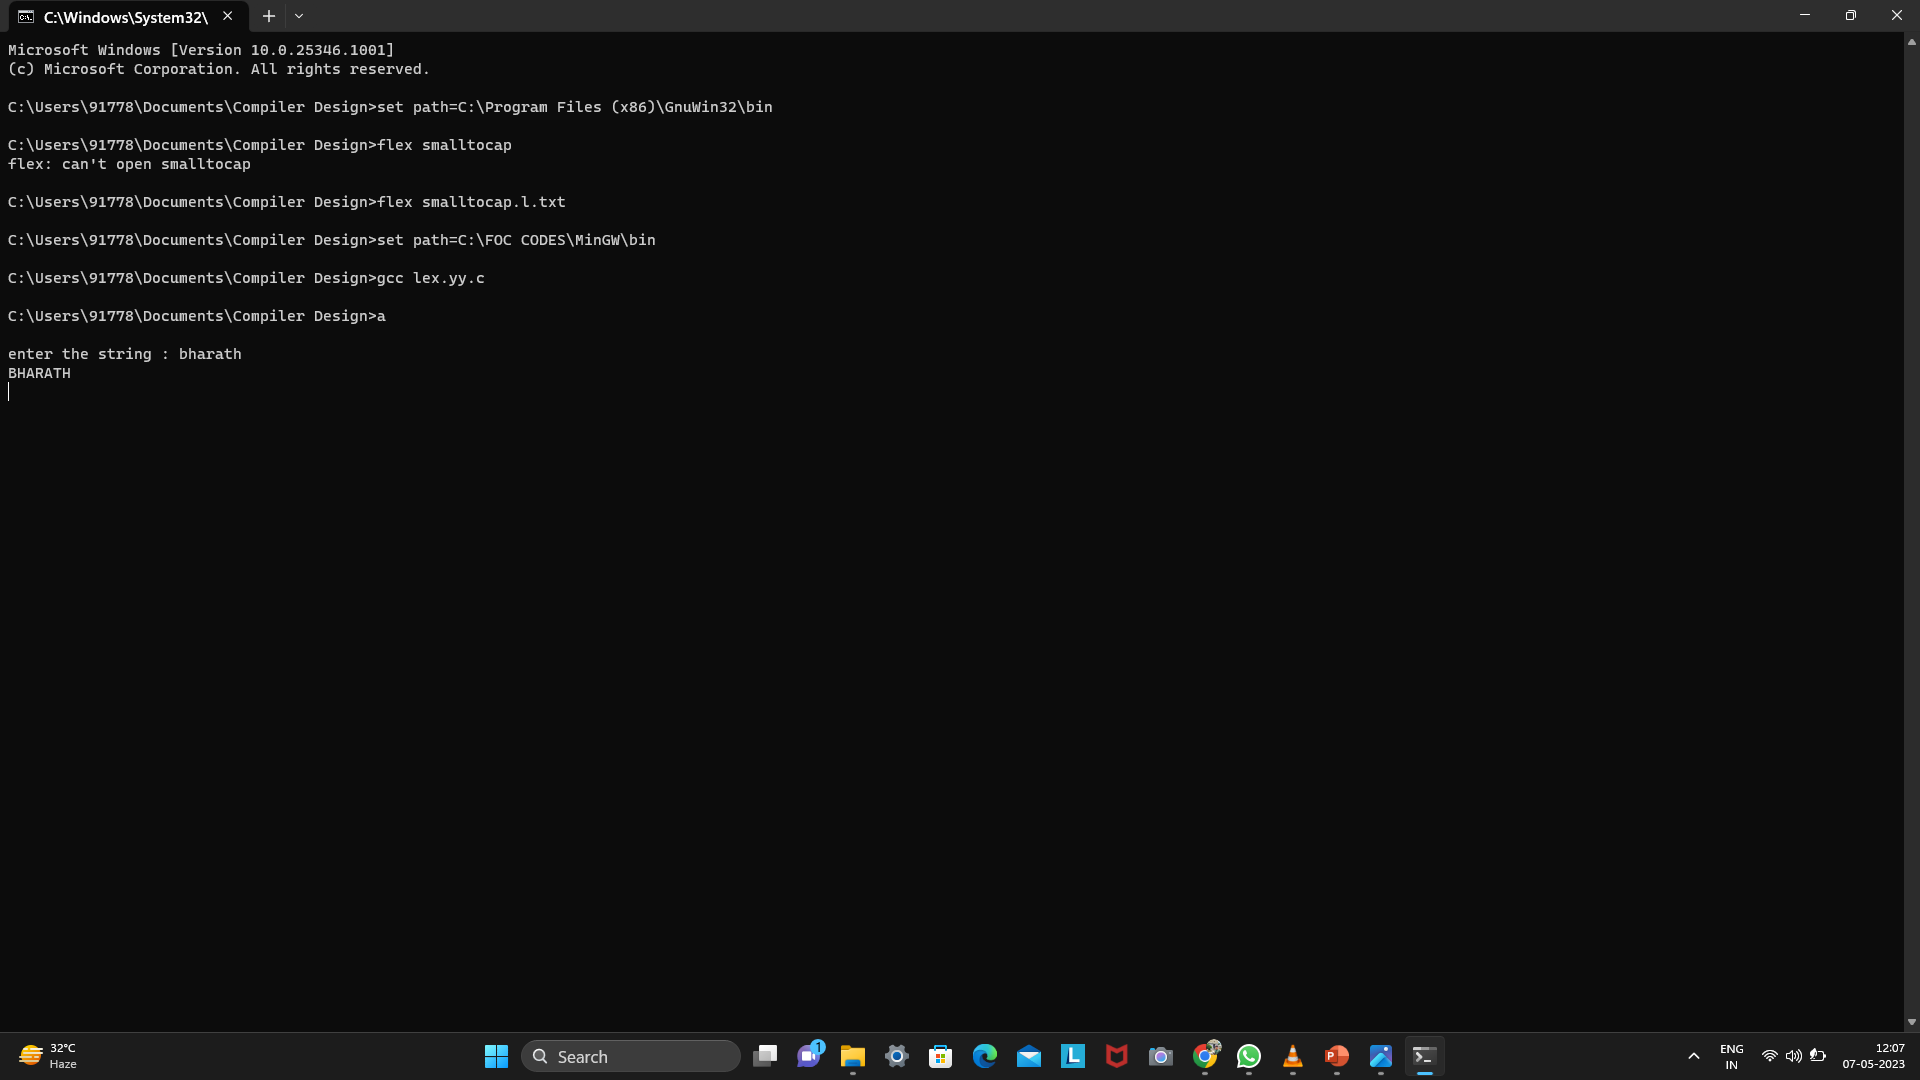 C:\Windows\System32\
Microsoft Windows [Version 10.0.25346.1001]
(c) Microsoft Corporation. All rights reserved.
C:\Users\91778\Documents\Compiler Design>set path=C:\Program Files (x86)\GnuWin32\bin
C:\Users\91778\Documents\Compiler Design>flex smalltocap
flex: can't open smalltocap
C:\Users\91778\Documents\Compiler Design>flex smalltocap.l.txt
C:\Users\91778\Documents\Compiler Design>set path=C:\FOC CODES\MinGW\bin
C:\Users\91778\Documents\Compiler Design>gcc lex.yy.c
C:\Users\91778\Documents\Compiler Design>a
enter the string : bharath
BHARATH
32°C
Haze
Search
1
L
P
ENG
IN
12:07
07-05-2023